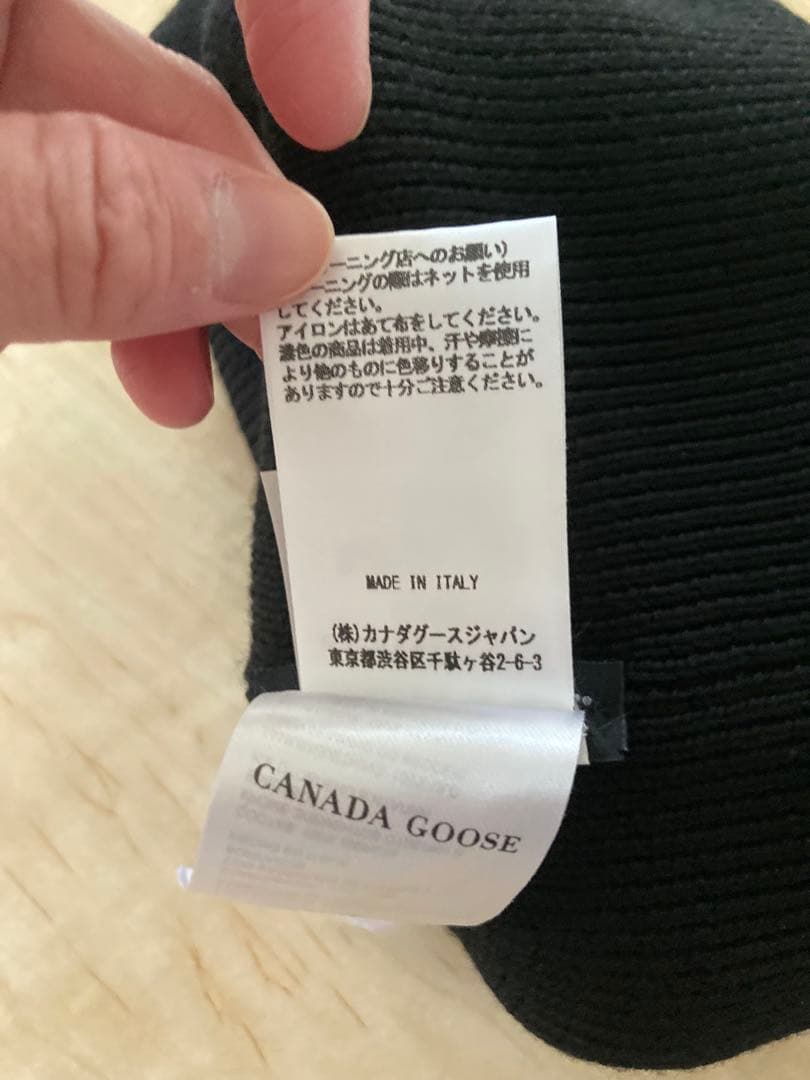 ーニング店へのお願い)
ーニングの際はネットを使用
してください。
アイロンはあて布をしてください。
濃色の商品は着用中、汗や摩擦に
より他のものに色移りすることが
ありますので十分ご注意ください。
MADE IN ITALY
(株)カナダグースジャパン
東京都渋谷区千駄ヶ谷2-6-3
CANADA GOOSE